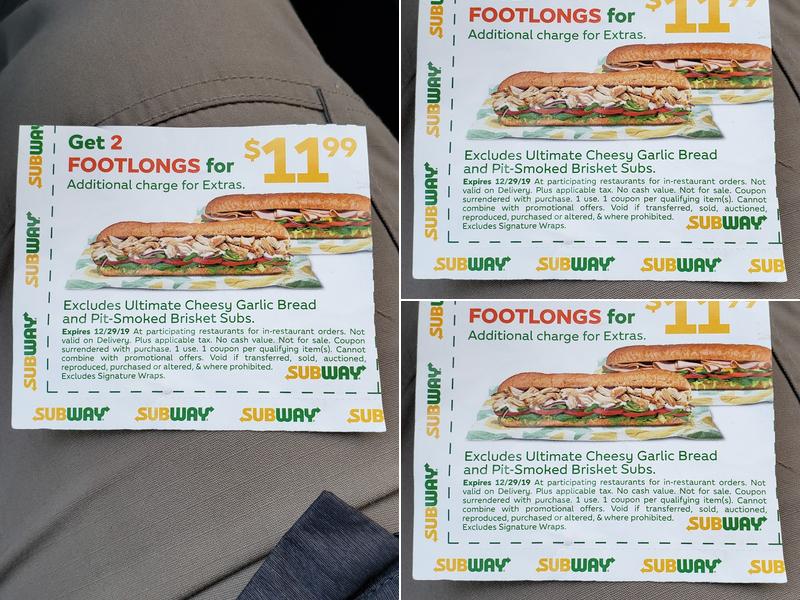 SUBWAY
SUBWAY
SUBWAY
Get 2
FOOTLONGS for
$11.99
Additional charge for Extras.
Excludes Ultimate Cheesy Garlic Bread
and Pit-Smoked Brisket Subs.
Expires 12/29/19 At participating restaurants for in-restaurant orders. Not
valid on Delivery. Plus applicable tax. No cash value. Not for sale. Coupon
surrendered with purchase. 1 use. 1 coupon per qualifying item(s). Cannot
combine with promotional offers. Void if transferred, sold, auctioned,
reproduced, purchased or altered, & where prohibited.
Excludes Signature Wraps.
SUBWAY
SUBWAY SUBWAY SUBWAY SUB
SUBWAY
SUBWAY
FOOTLONGS for
$11.99
Additional charge for Extras.
Excludes Ultimate Cheesy Garlic Bread
and Pit-Smoked Brisket Subs.
Expires 12/29/19 At participating restaurants for in-restaurant orders. Not
valid on Delivery. Plus applicable tax. No cash value. Not for sale. Coupon
surrendered with purchase. 1 use. 1 coupon per qualifying item(s). Cannot
combine with promotional offers. Void if transferred, sold, auctioned,
reproduced, purchased or altered, & where prohibited.
Excludes Signature Wraps.
SUBWAY
SUBWAY SUBWAY SUBWAY SUB
SUBWAY
SUBWAY
FOOTLONGS for
$11.99
Additional charge for Extras.
Excludes Ultimate Cheesy Garlic Bread
and Pit-Smoked Brisket Subs.
Expires 12/29/19 At participating restaurants for in-restaurant orders. Not
valid on Delivery. Plus applicable tax. No cash value. Not for sale. Coupon
surrendered with purchase. 1 use. 1 coupon per qualifying item(s). Cannot
combine with promotional offers. Void if transferred, sold, auctioned,
reproduced, purchased or altered, & where prohibited.
Excludes Signature Wraps.
SUBWAY
SUBWAY SUBWAY SUBWAY SUB